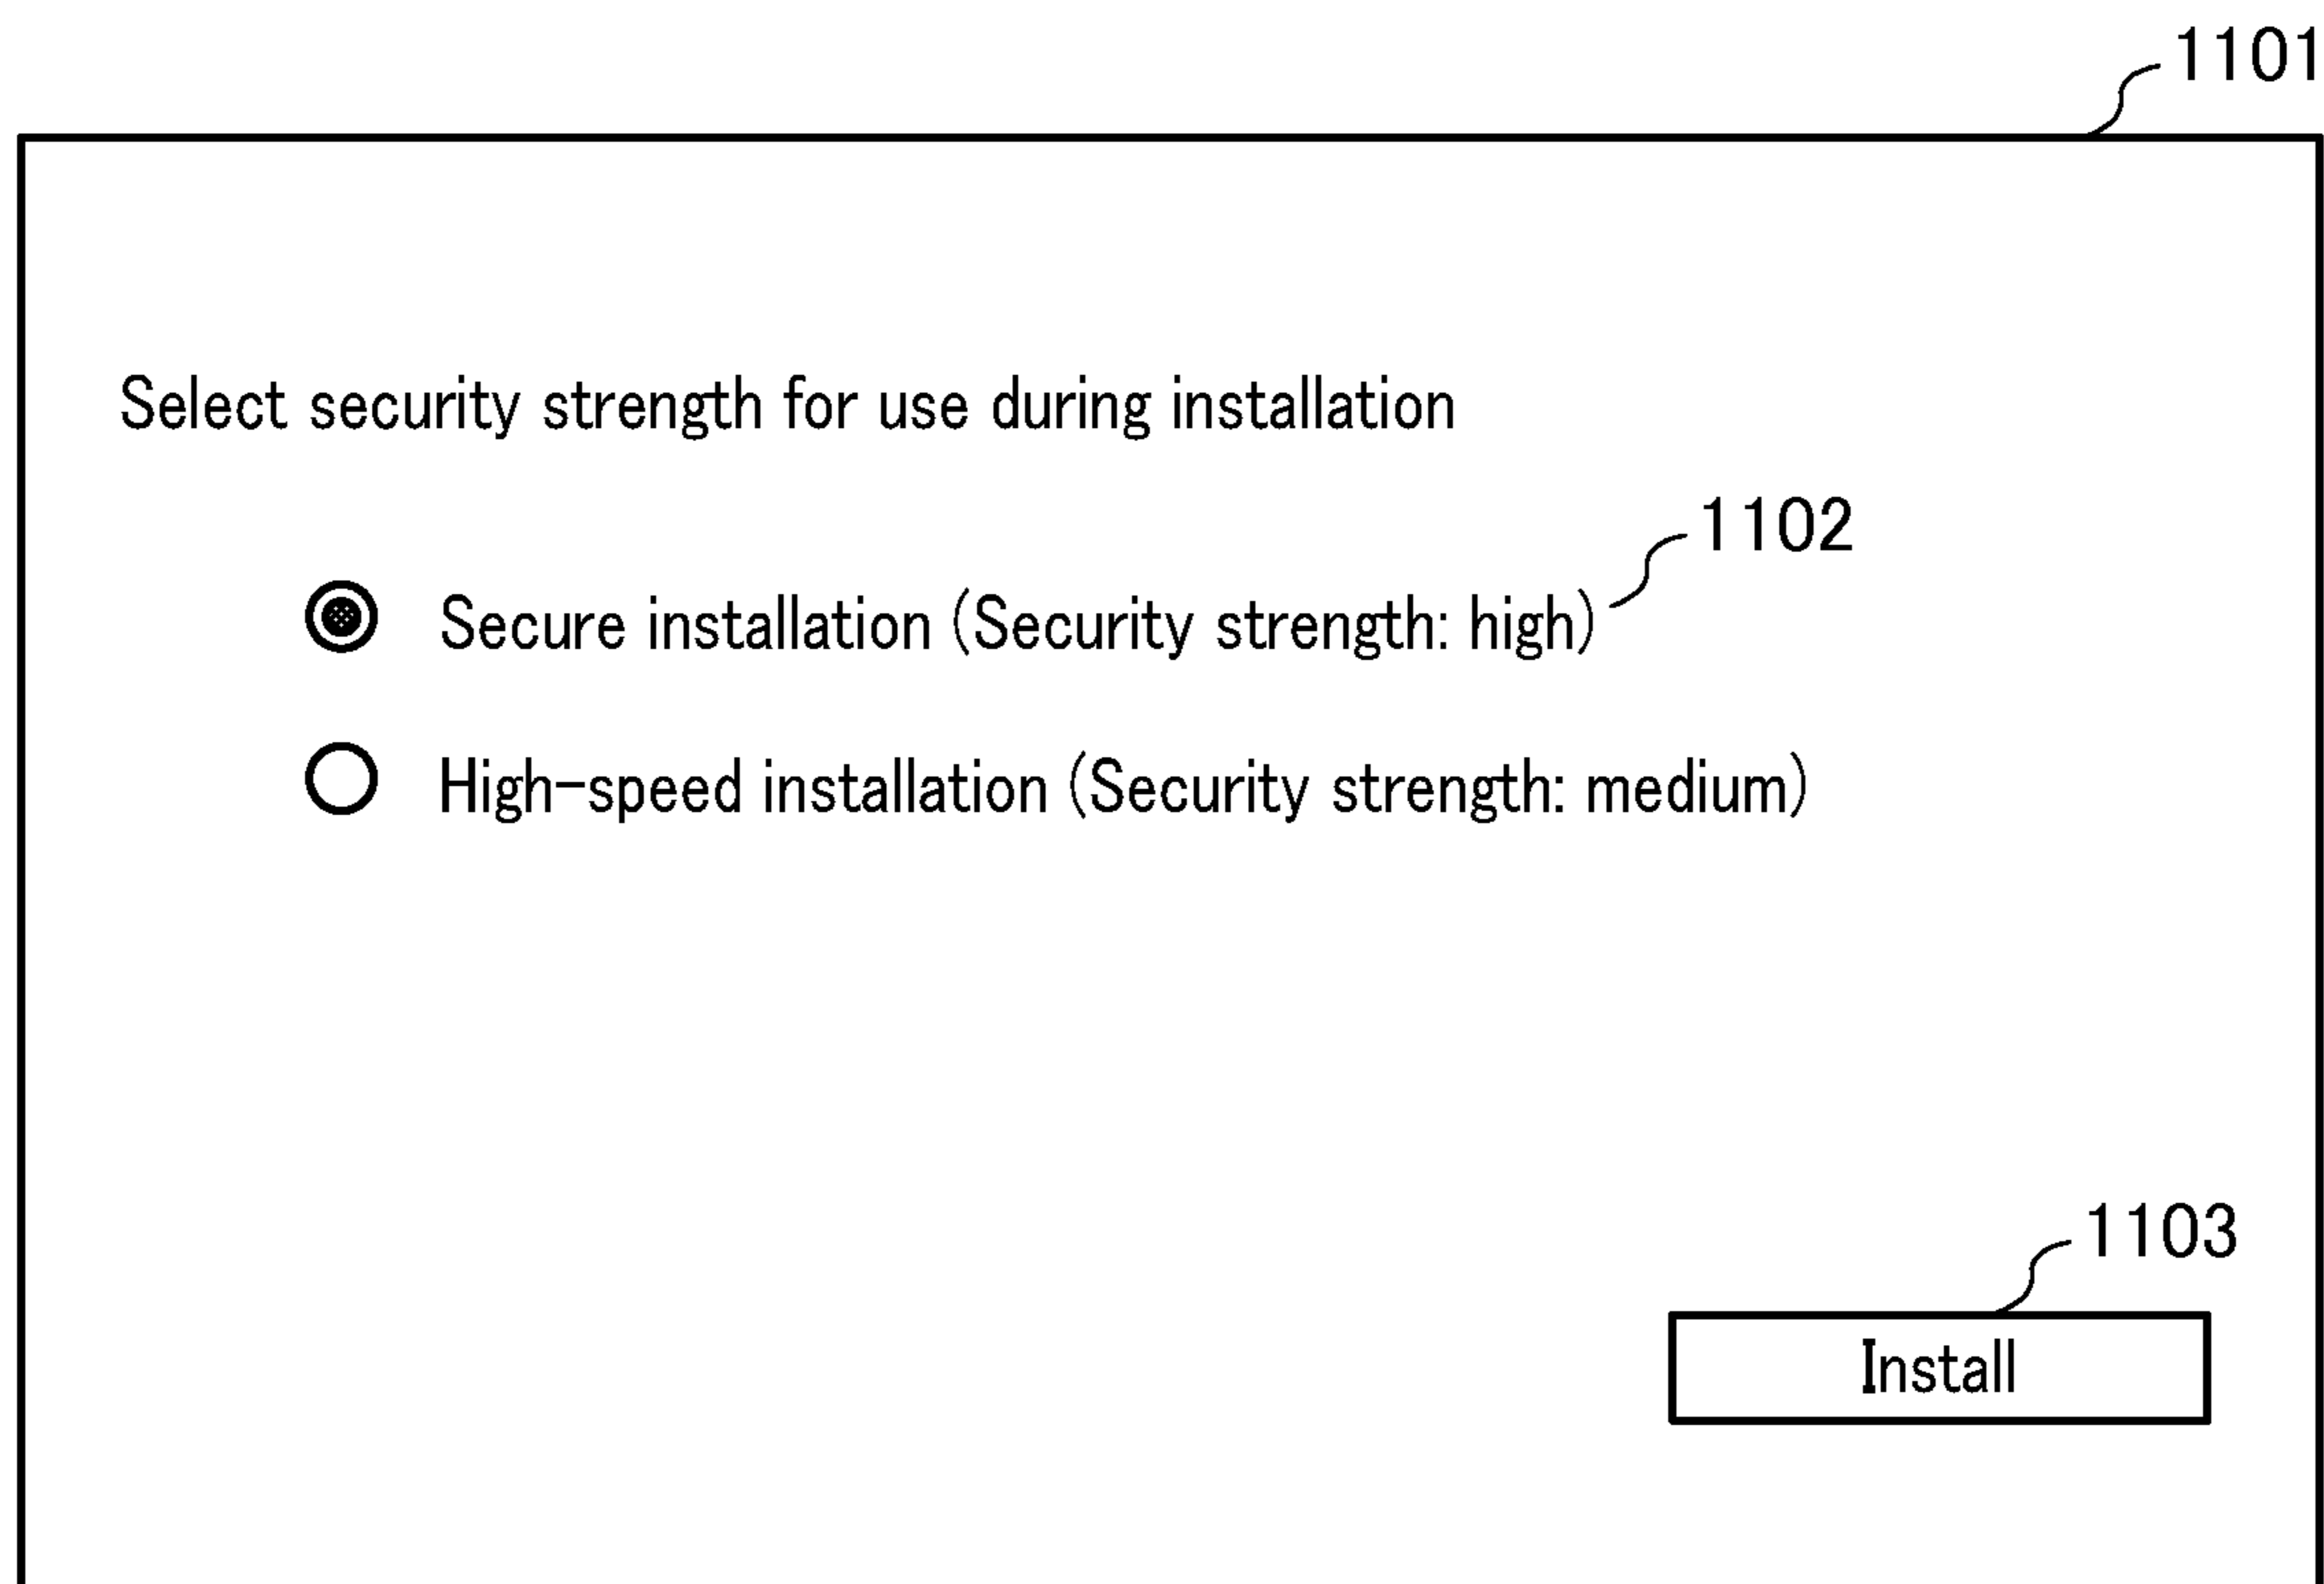 1101
Select security strength for use during installation
1102
Secure installation (Security strength: high)
High-speed installation (Security strength: medium)
1103
Install